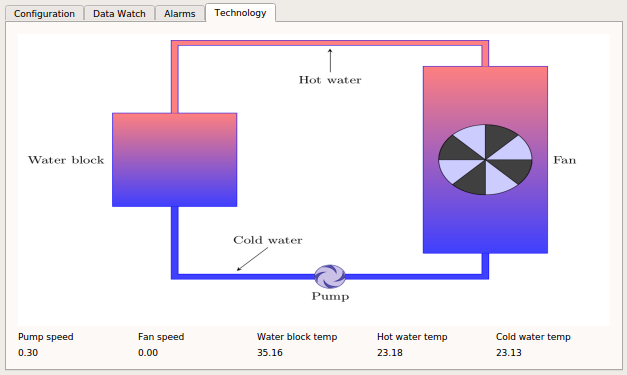 Configuration Data Watch Alarms Technology
Hot water
Water block
Fan
Cold water
Pump
Pump speed Fan speed Water block temp Hot water temp Cold water temp
0.30 0.00 35.16 23.18 23.13